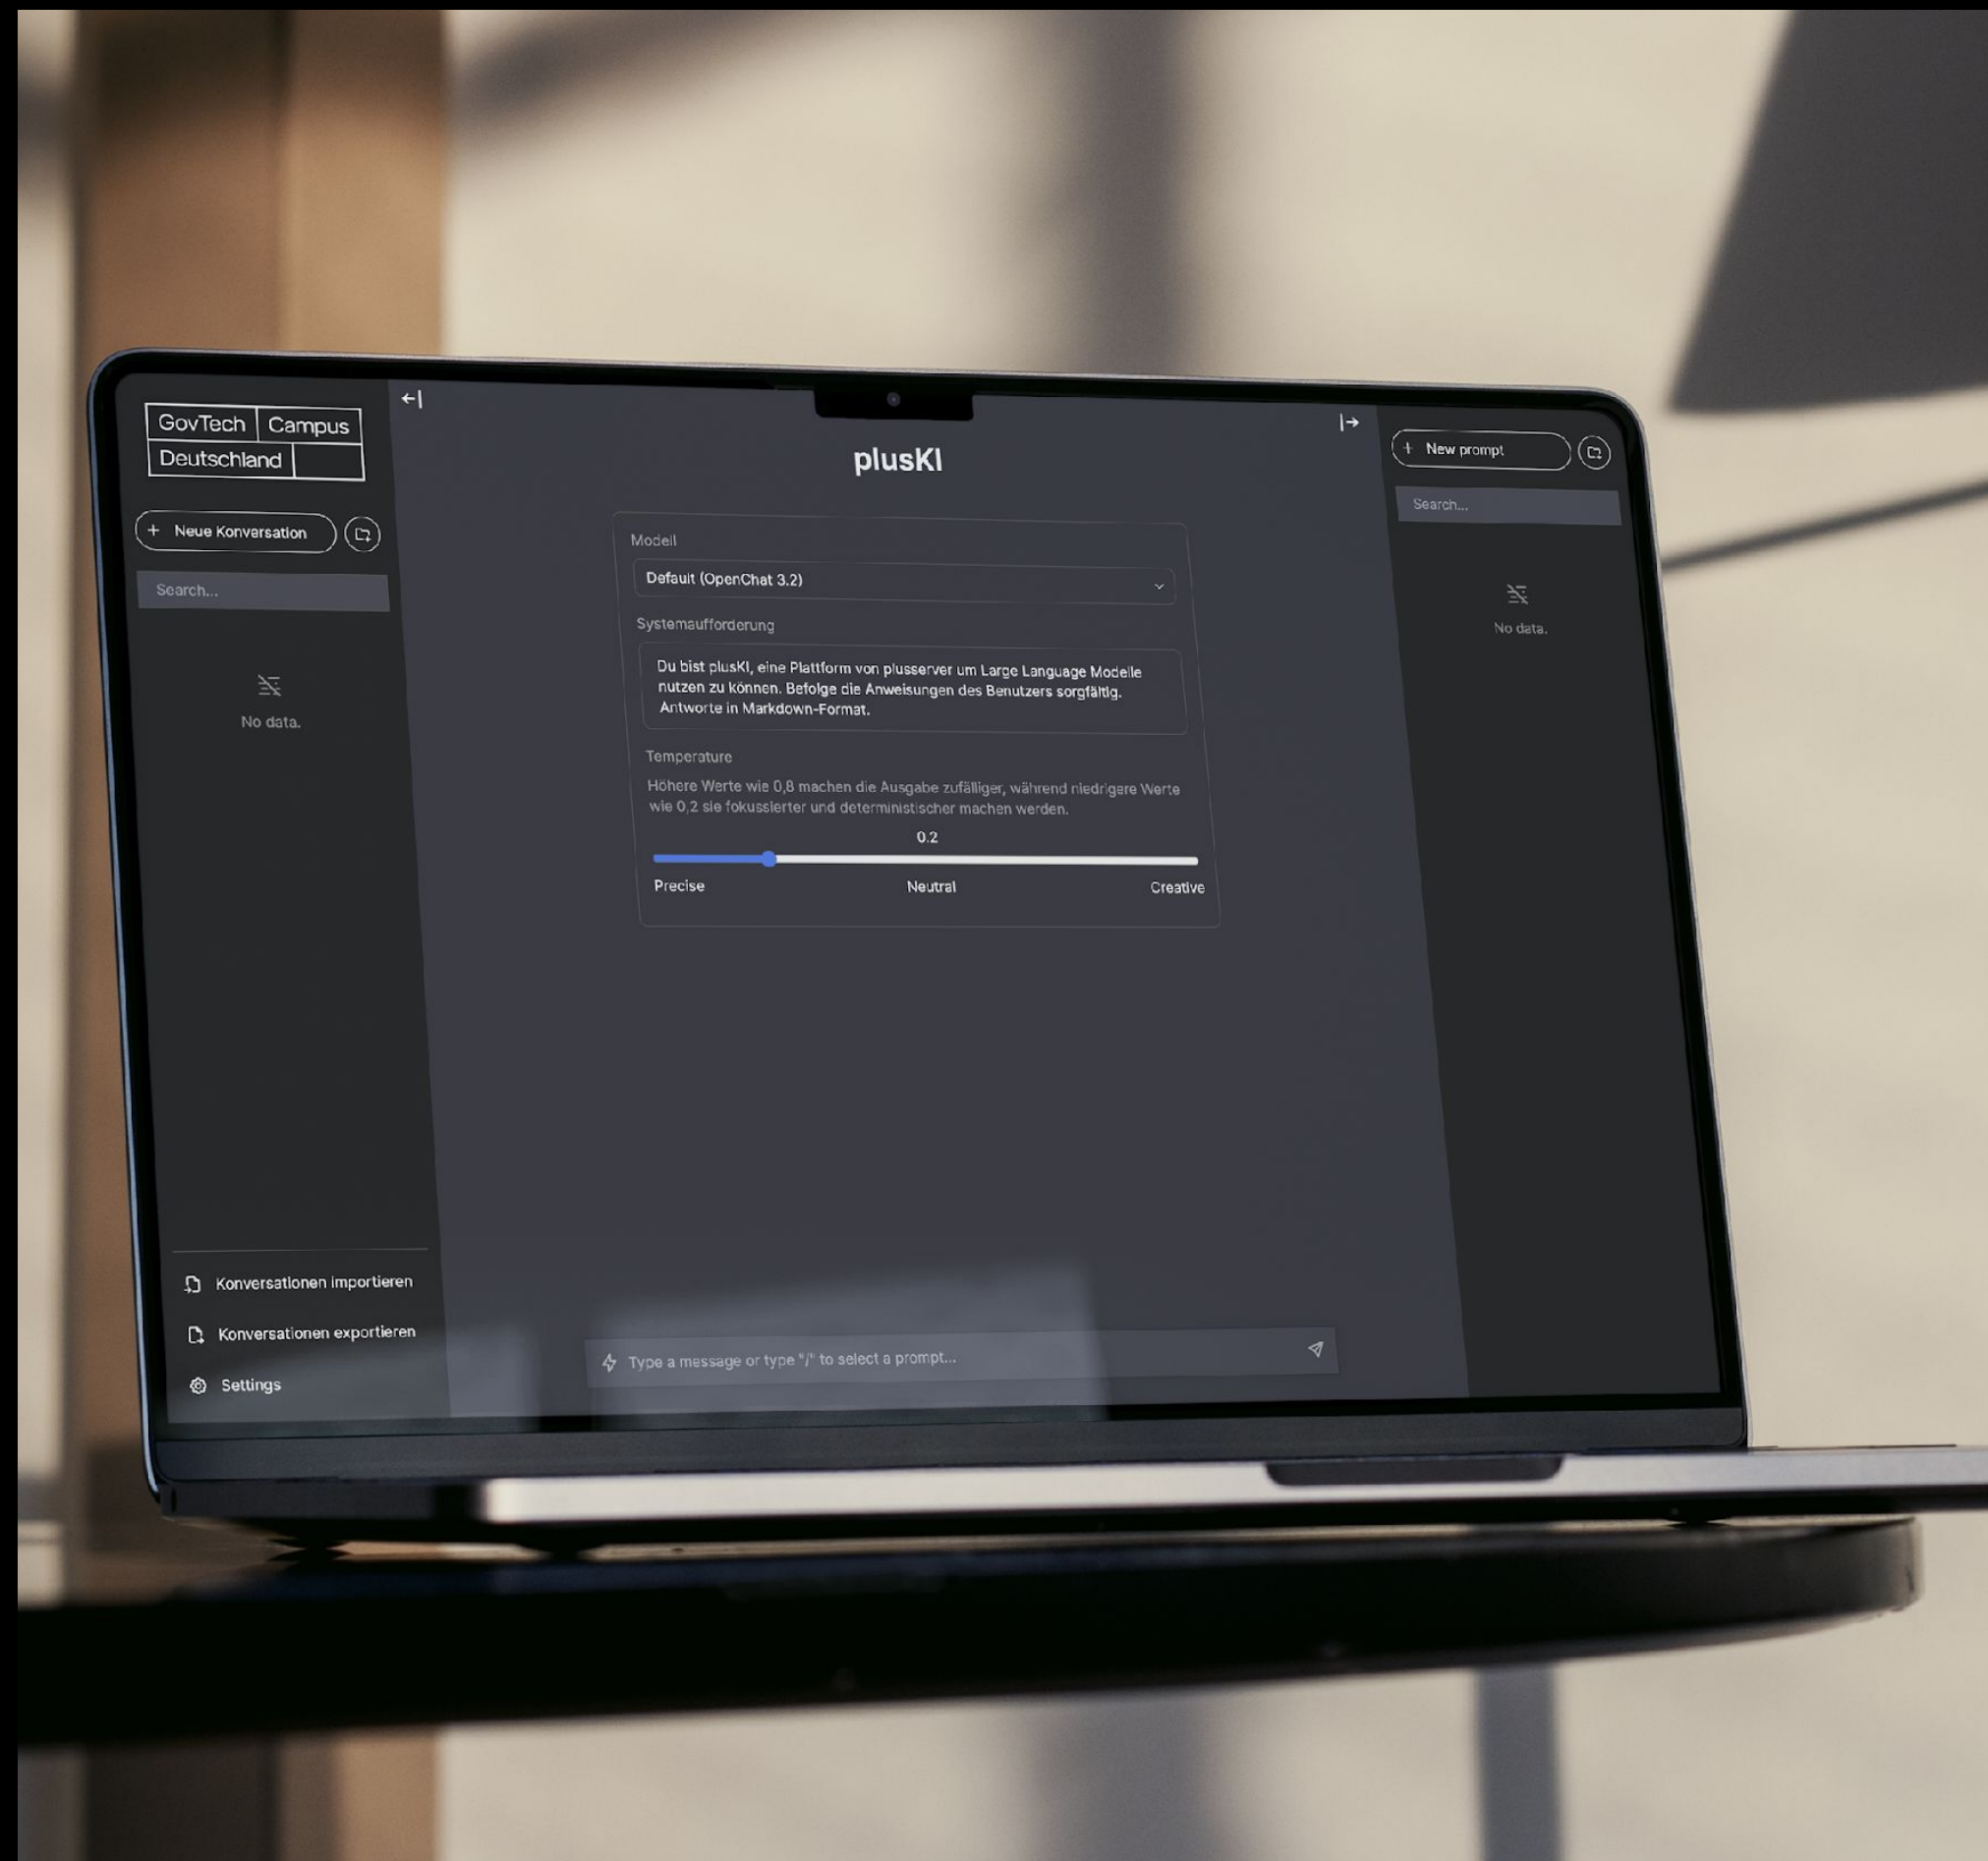 GovTech Campus
Deutschland
+ Neue Konversation
Search...
No data.
Konversationen importieren
Konversationen exportieren
Settings
plusKI
Modell
Default (OpenChat 3.2)
Systemaufforderung
Du bist plusKI, eine Plattform von plusserver um Large Language Modelle
nutzen zu können. Befolge die Anweisungen des Benutzers sorgfältig.
Antworte in Markdown-Format.
Temperature
Höhere Werte wie 0,8 machen die Ausgabe zufälliger, während niedrigere Werte
wie 0,2 sie fokussierter und deterministischer machen werden.
0.2
Precise Neutral Creative
Type a message or type "/" to select a prompt...
+ New prompt
Search...
No data.